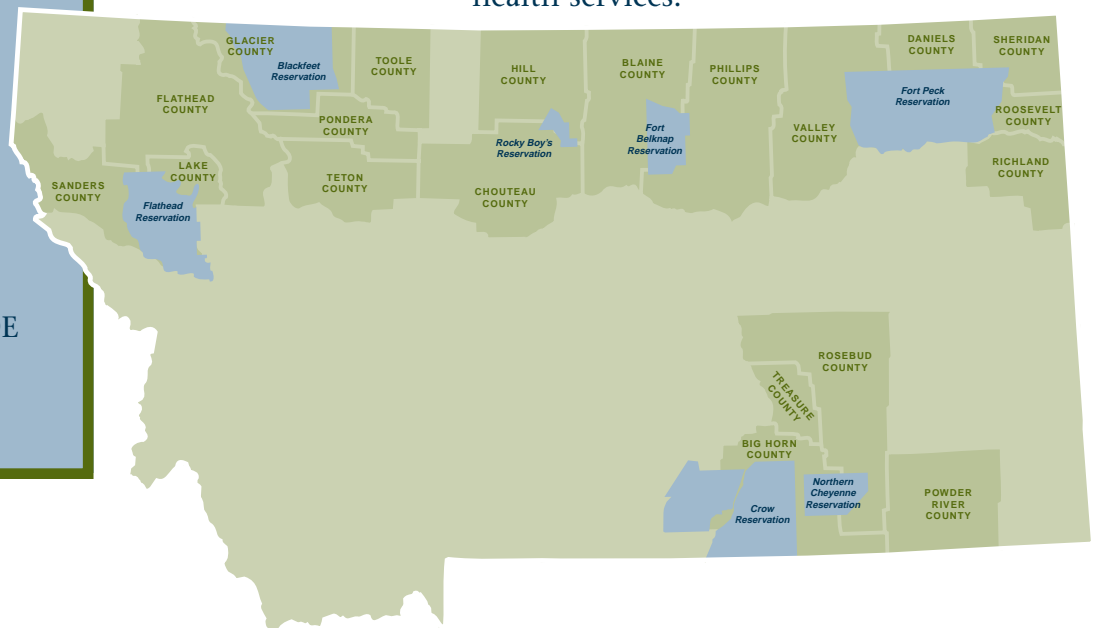 health services.
GLACIER
COUNTY
Blackfeet
Reservation
TOOLE
COUNTY
HILL
COUNTY
BLAINE
COUNTY
PHILLIPS
COUNTY
DANIELS
COUNTY
SHERIDAN
COUNTY
FLATHEAD
COUNTY
PONDERA
COUNTY
Rocky Boy's
Reservation
Fort
Belknap
Reservation
VALLEY
COUNTY
Fort Peck
Reservation
ROOSEVELT
COUNTY
LAKE
COUNTY
SANDERS
COUNTY
Flathead
Reservation
TETON
COUNTY
CHOUTEAU
COUNTY
RICHLAND
COUNTY
E
ROSEBUD
COUNTY
TREASURE
COUNTY
BIG HORN
COUNTY
Crow
Reservation
Northern
Cheyenne
Reservation
POWDER
RIVER
COUNTY